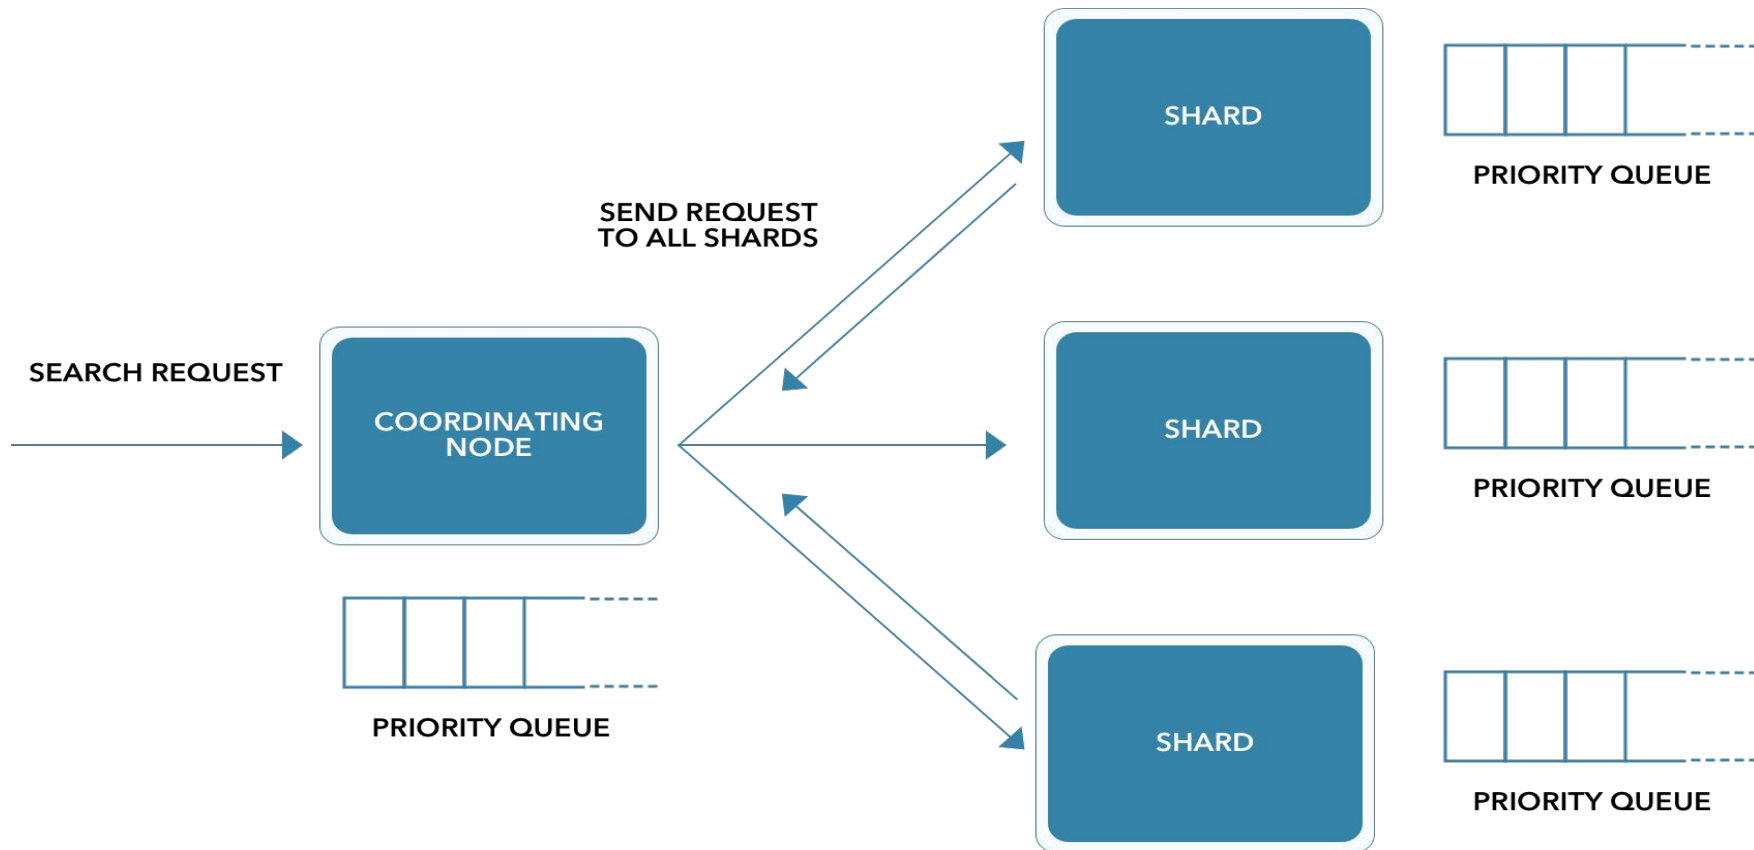 SHARD
PRIORITY QUEUE
SEND REQUEST
TO ALL SHARDS
SEARCH REQUEST
COORDINATING
NODE
SHARD
PRIORITY QUEUE
PRIORITY QUEUE
SHARD
PRIORITY QUEUE